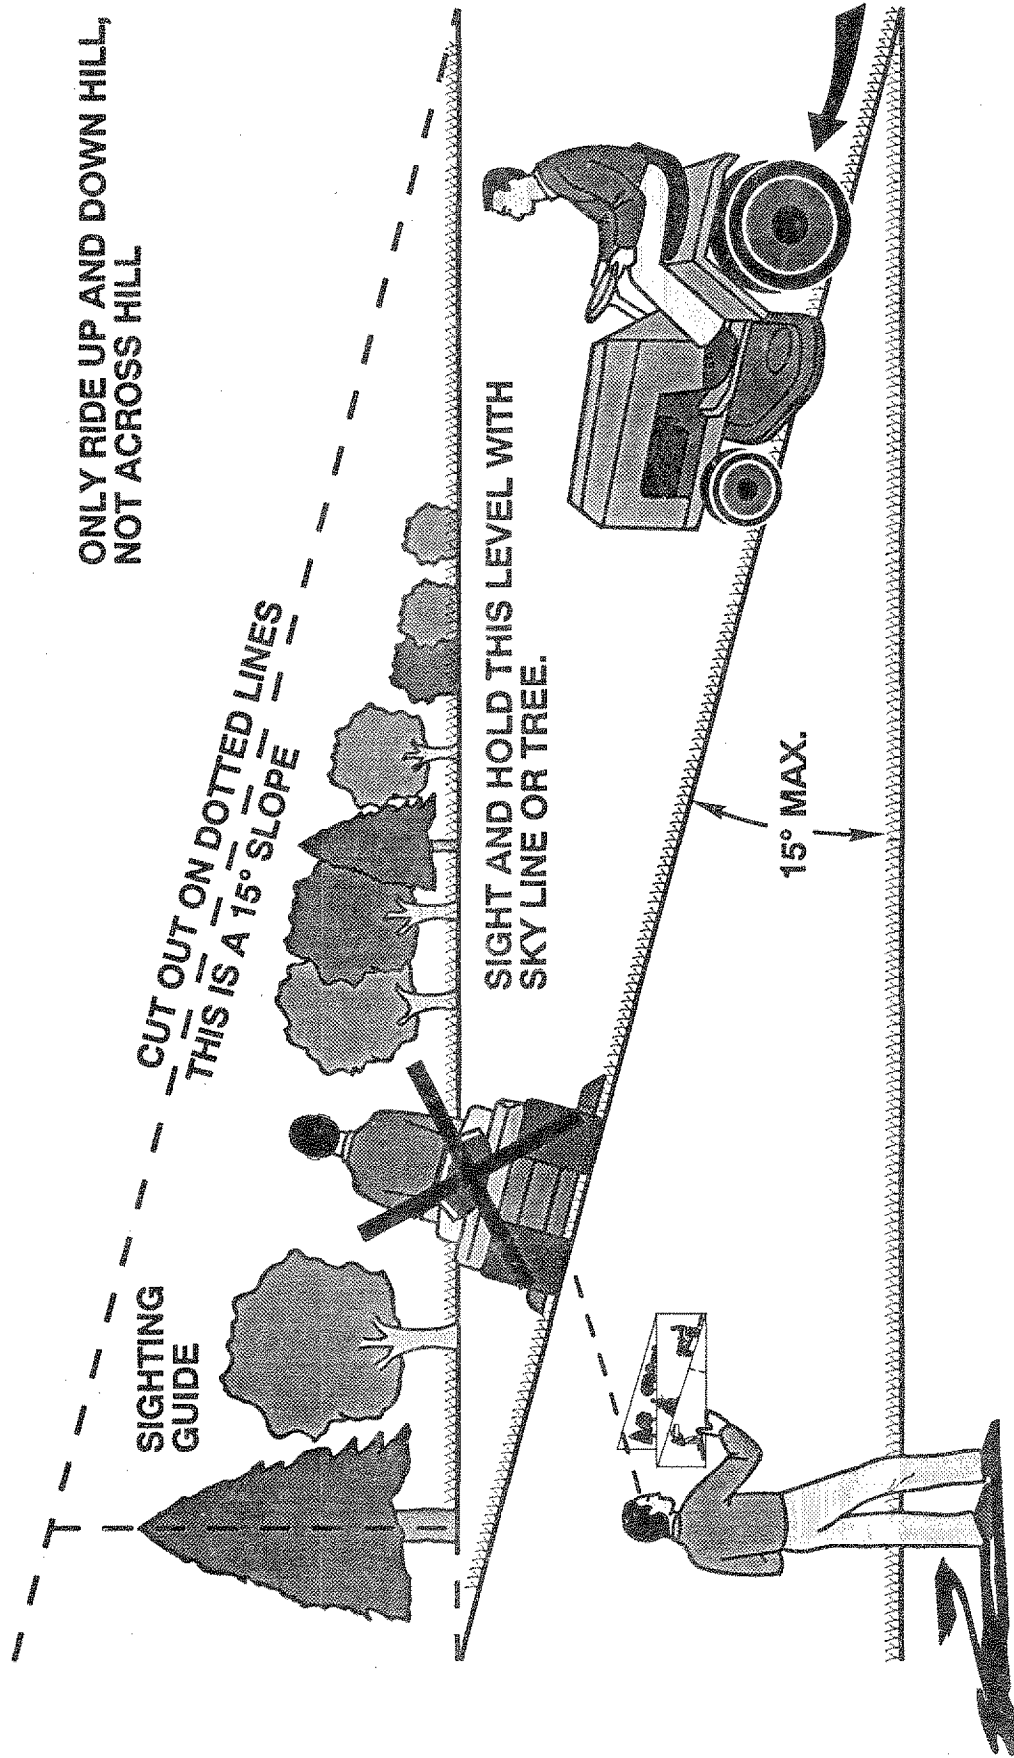 ONLY RIDE UP AND DOWN HILL,
NOT ACROSS HILL
CUT OUT ON DOTTED LINES
THIS IS A 15° SLOPE
SIGHTING
GUIDE
SIGHT AND HOLD THIS LEVEL WITH
SKY LINE OR TREE.
15° MAX.